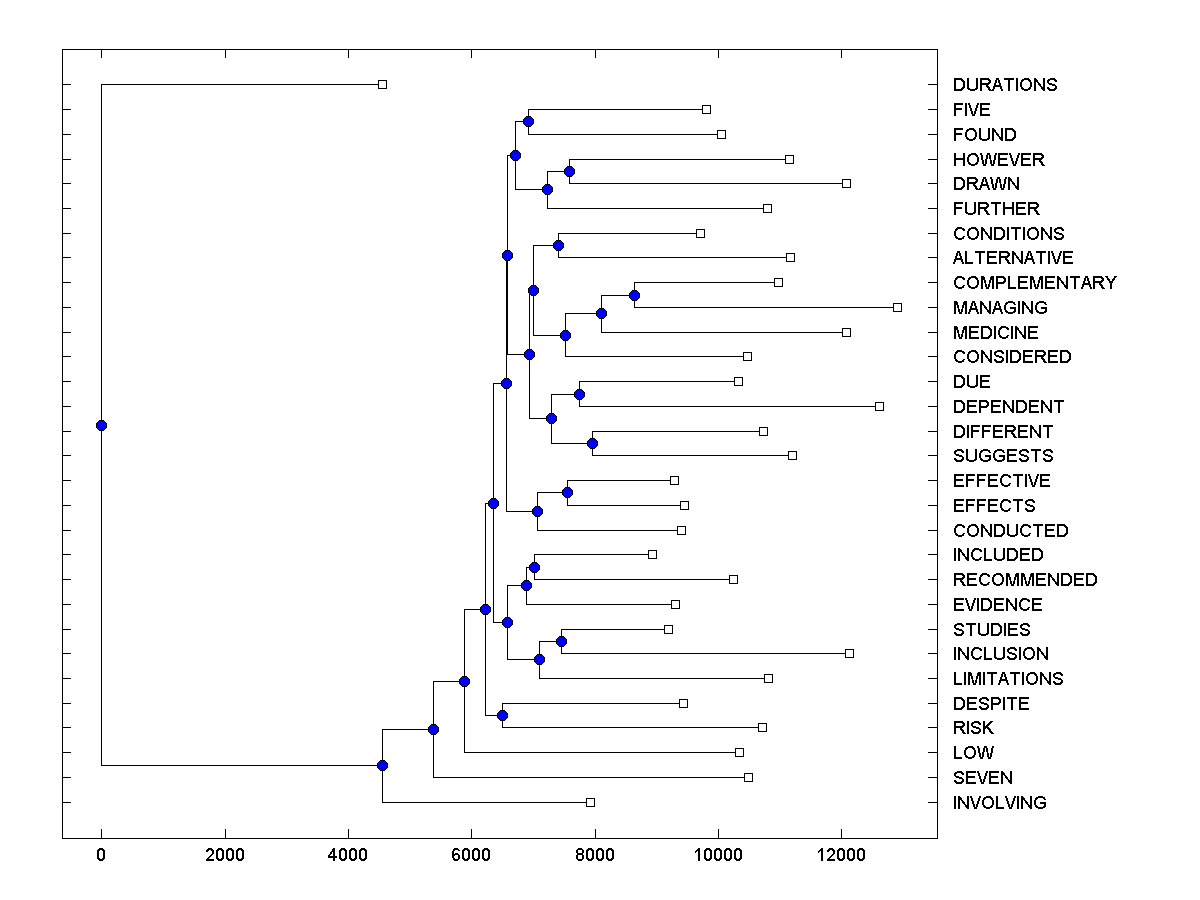 DURATIONS
FIVE
FOUND
HOWEVER
DRAWN
FURTHER
CONDITIONS
ALTERNATIVE
COMPLEMENTARY
MANAGING
MEDICINE
CONSIDERED
DUE
DEPENDENT
DIFFERENT
SUGGESTS
EFFECTIVE
EFFECTS
CONDUCTED
INCLUDED
RECOMMENDED
EVIDENCE
STUDIES
INCLUSION
LIMITATIONS
DESPITE
RISK
LOW
SEVEN
INVOLVING
0 2000 4000 6000 8000 10000 12000